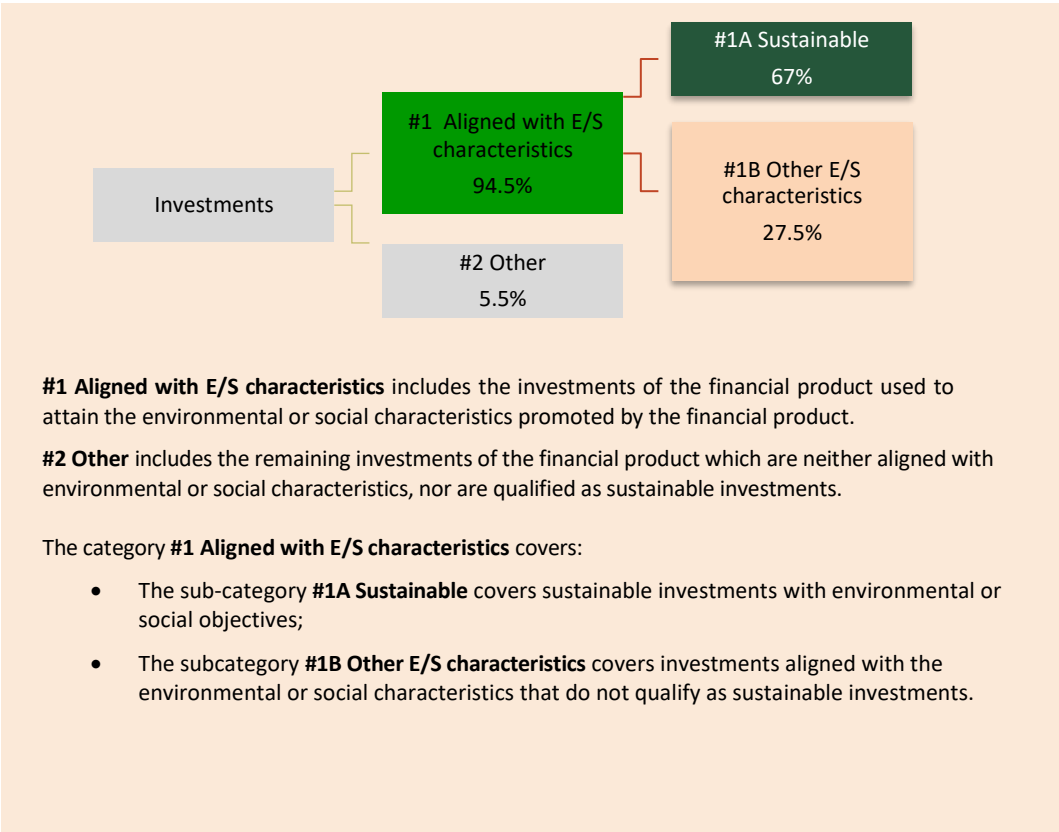 #1A Sustainable
67%
#1 Aligned with E/S
characteristics
94.5%
#1B Other E/S
characteristics
27.5%
Investments
#2 Other
5.5%
#1 Aligned with E/S characteristics includes the investments of the financial product used to
attain the environmental or social characteristics promoted by the financial product.
#2 Other includes the remaining investments of the financial product which are neither aligned with
environmental or social characteristics, nor are qualified as sustainable investments.
The category #1 Aligned with E/S characteristics covers:
• The sub-category #1A Sustainable covers sustainable investments with environmental or
social objectives;
• The subcategory #1B Other E/S characteristics covers investments aligned with the
environmental or social characteristics that do not qualify as sustainable investments.